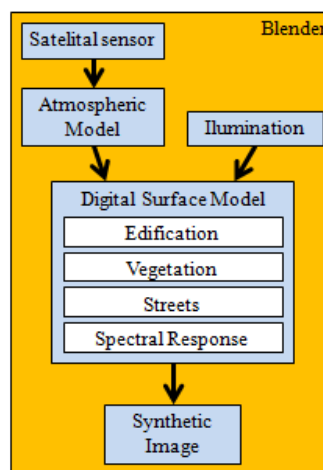 Blender
Satelital sensor
Atmospheric
Model
Ilumination
Digital Surface Model
Edification
Vegetation
Streets
Spectral Response
Synthetic
Image